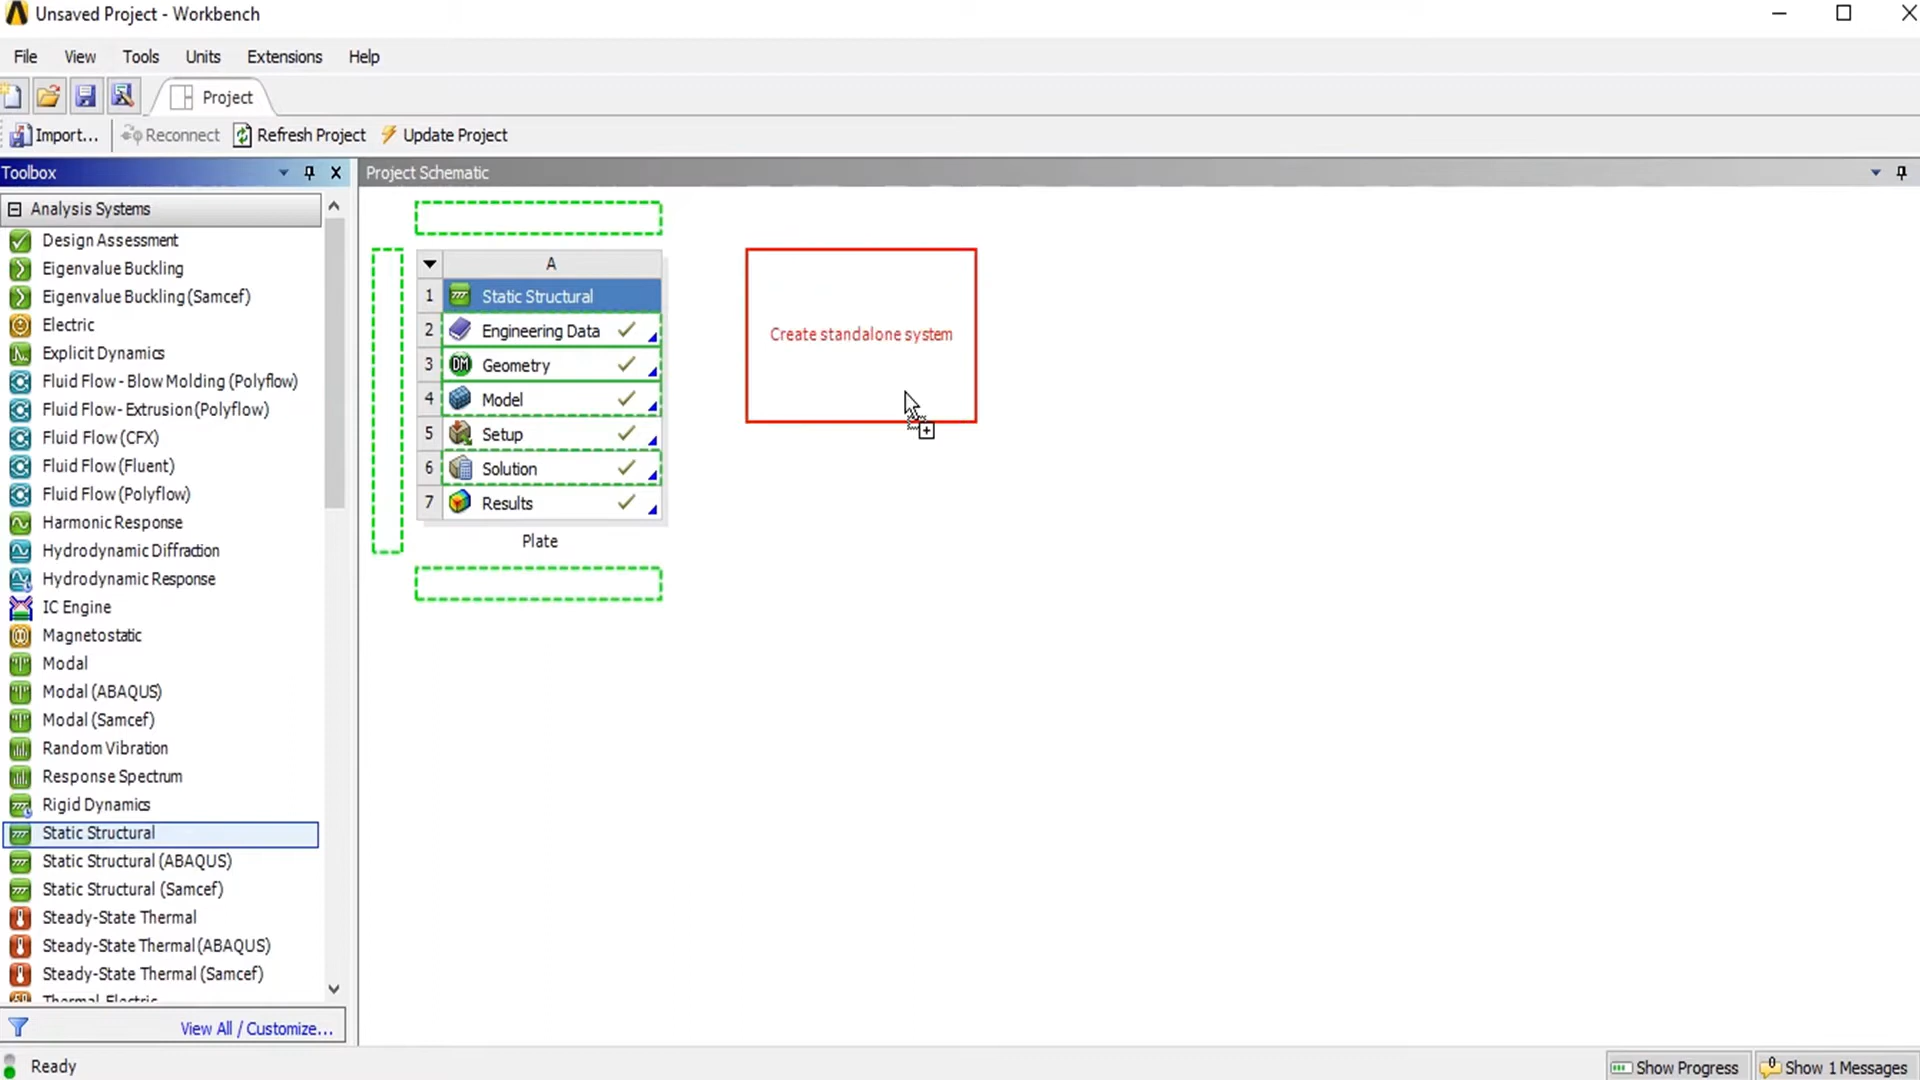 Unsaved Project - Workbench
File View Tools Units Extensions Help
Project
Import... Reconnect Refresh Project Update Project
Toolbox
Project Schematic
Analysis Systems
Design Assessment
Eigenvalue Buckling
Eigenvalue Buckling (Samcef)
Electric
Explicit Dynamics
Fluid Flow - Blow Molding (Polyflow)
Fluid Flow- Extrusion (Polyflow)
Fluid Flow (CFX)
Fluid Flow (Fluent)
Fluid Flow (Polyflow)
Harmonic Response
Hydrodynamic Diffraction
Hydrodynamic Response
IC Engine
Magnetostatic
Modal
Modal (ABAQUS)
Modal (Samcef)
Random Vibration
Response Spectrum
Rigid Dynamics
Static Structural
Static Structural (ABAQUS)
Static Structural (Samcef)
Steady-State Thermal
Steady-State Thermal (ABAQUS)
Steady-State Thermal (Samcef)
Thermal-Electric
View All / Customize...
A
1 Static Structural
2 Engineering Data
3 DM Geometry
4 Model
5 Setup
6 Solution
7 Results
Plate
Create standalone system
Ready
Show Progress
Show 1 Messages